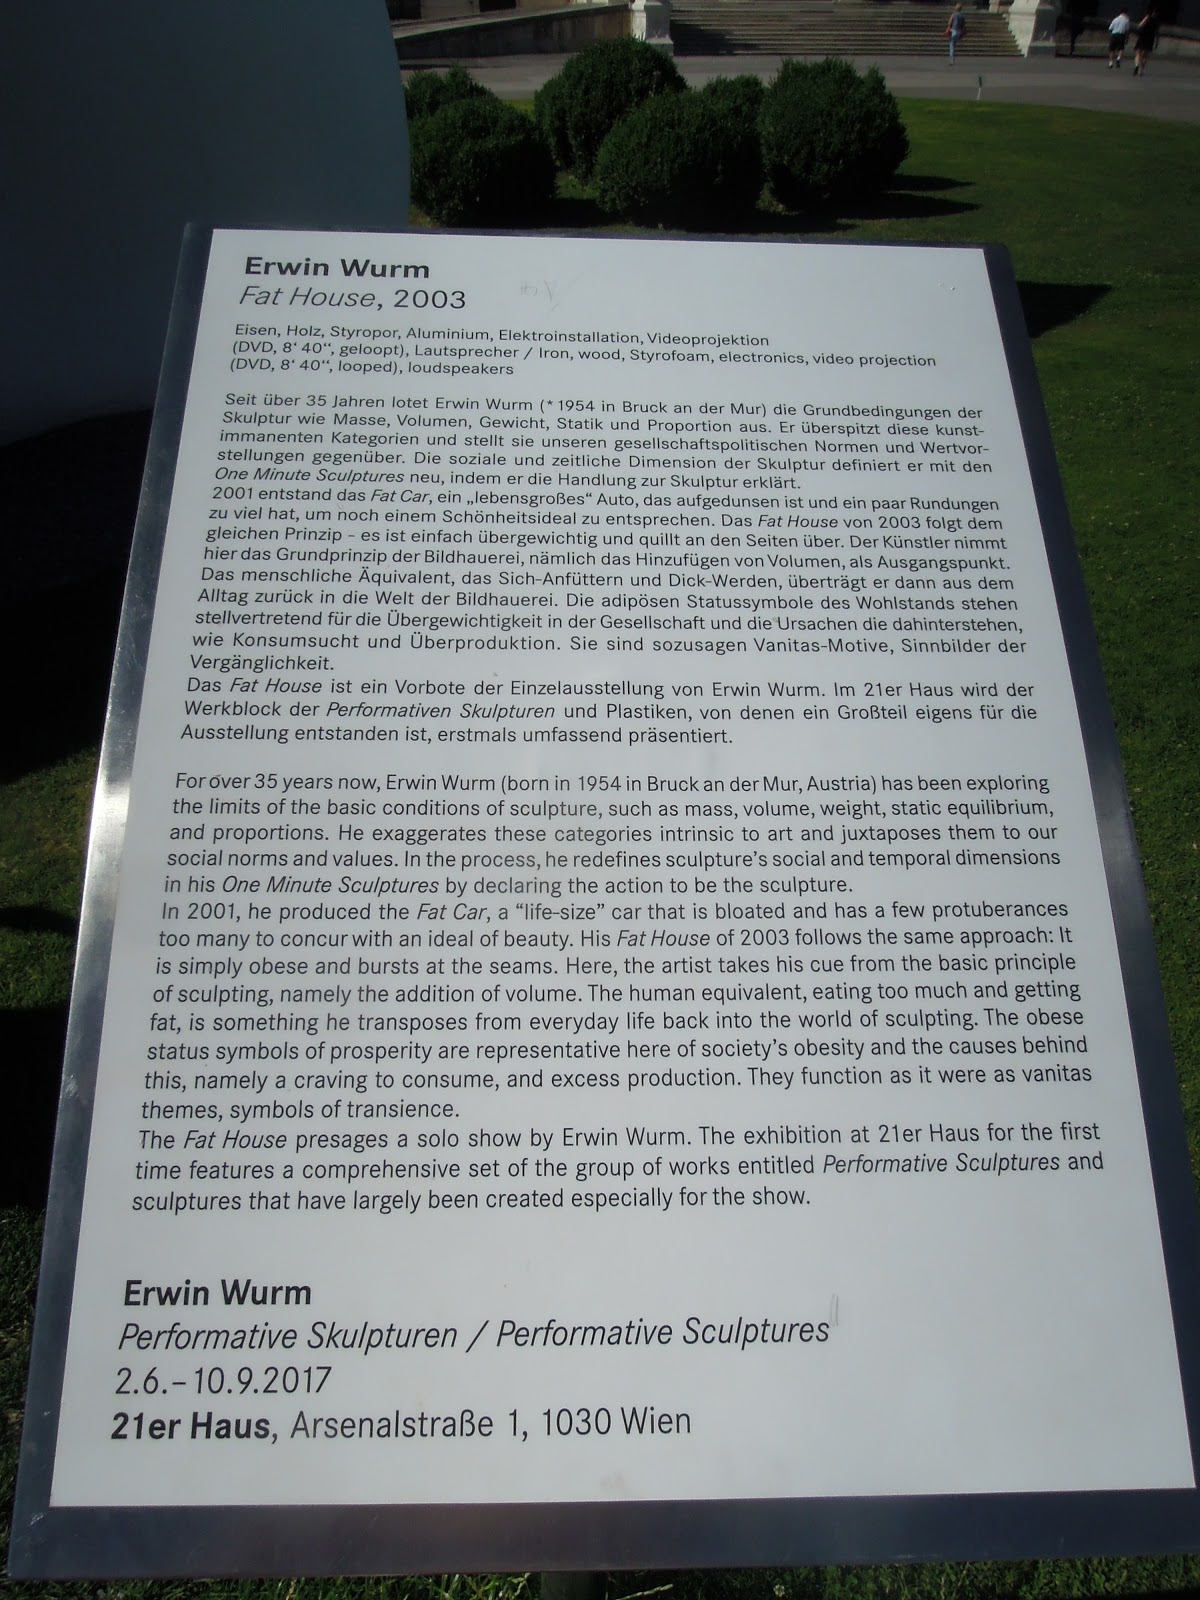 Erwin Wurm
Fat House, 2003
Eisen, Holz, Styropor, Aluminium, Elektroinstallation, Videoprojektion
(DVD, 8‘ 40“, geloopt), Lautsprecher / Iron, wood, Styrofoam, electronics, video projection
(DVD, 8‘ 40“, looped), loudspeakers
Seit über 35 Jahren lotet Erwin Wurm (* 1954 in Bruck an der Mur) die Grundbedingungen der
Skulptur wie Masse, Volumen, Gewicht, Statik und Proportion aus. Er überspitzt diese kunst-
immanenten Kategorien und stellt sie unseren gesellschaftspolitischen Normen und Wertvor-
stellungen gegenüber. Die soziale und zeitliche Dimension der Skulptur definiert er mit den
One Minute Sculptures neu, indem er die Handlung zur Skulptur erklärt.
2001 entstand das Fat Car, ein „lebensgroßes“ Auto, das aufgedunsen ist und ein paar Rundungen
zu viel hat, um noch einem Schönheitsideal zu entsprechen. Das Fat House von 2003 folgt dem
gleichen Prinzip – es ist einfach übergewichtig und quillt an den Seiten über. Der Künstler nimmt
hier das Grundprinzip der Bildhauerei, nämlich das Hinzufügen von Volumen, als Ausgangspunkt.
Das menschliche Äquivalent, das Sich-Anfüttern und Dick-Werden, überträgt er dann aus dem
Alltag zurück in die Welt der Bildhauerei. Die adipösen Statussymbole des Wohlstands stehen
stellvertretend für die Übergewichtigkeit in der Gesellschaft und die Ursachen die dahinterstehen,
wie Konsumsucht und Überproduktion. Sie sind sozusagen Vanitas-Motive, Sinnbilder der
Vergänglichkeit.
Das Fat House ist ein Vorbote der Einzelausstellung von Erwin Wurm. Im 21er Haus wird der
Werkblock der Performativen Skulpturen und Plastiken, von denen ein Großteil eigens für die
Ausstellung entstanden ist, erstmals umfassend präsentiert.
For over 35 years now, Erwin Wurm (born in 1954 in Bruck an der Mur, Austria) has been exploring
the limits of the basic conditions of sculpture, such as mass, volume, weight, static equilibrium,
and proportions. He exaggerates these categories intrinsic to art and juxtaposes them to our
social norms and values. In the process, he redefines sculpture’s social and temporal dimensions
in his One Minute Sculptures by declaring the action to be the sculpture.
In 2001, he produced the Fat Car, a “life-size” car that is bloated and has a few protuberances
too many to concur with an ideal of beauty. His Fat House of 2003 follows the same approach: It
is simply obese and bursts at the seams. Here, the artist takes his cue from the basic principle
of sculpting, namely the addition of volume. The human equivalent, eating too much and getting
fat, is something he transposes from everyday life back into the world of sculpting. The obese
status symbols of prosperity are representative here of society’s obesity and the causes behind
this, namely a craving to consume, and excess production. They function as it were as vanitas
themes, symbols of transience.
The Fat House presages a solo show by Erwin Wurm. The exhibition at 21er Haus for the first
time features a comprehensive set of the group of works entitled Performative Sculptures and
sculptures that have largely been created especially for the show.
Erwin Wurm
Performative Skulpturen / Performative Sculptures
2.6.–10.9.2017
21er Haus, Arsenalstraße 1, 1030 Wien